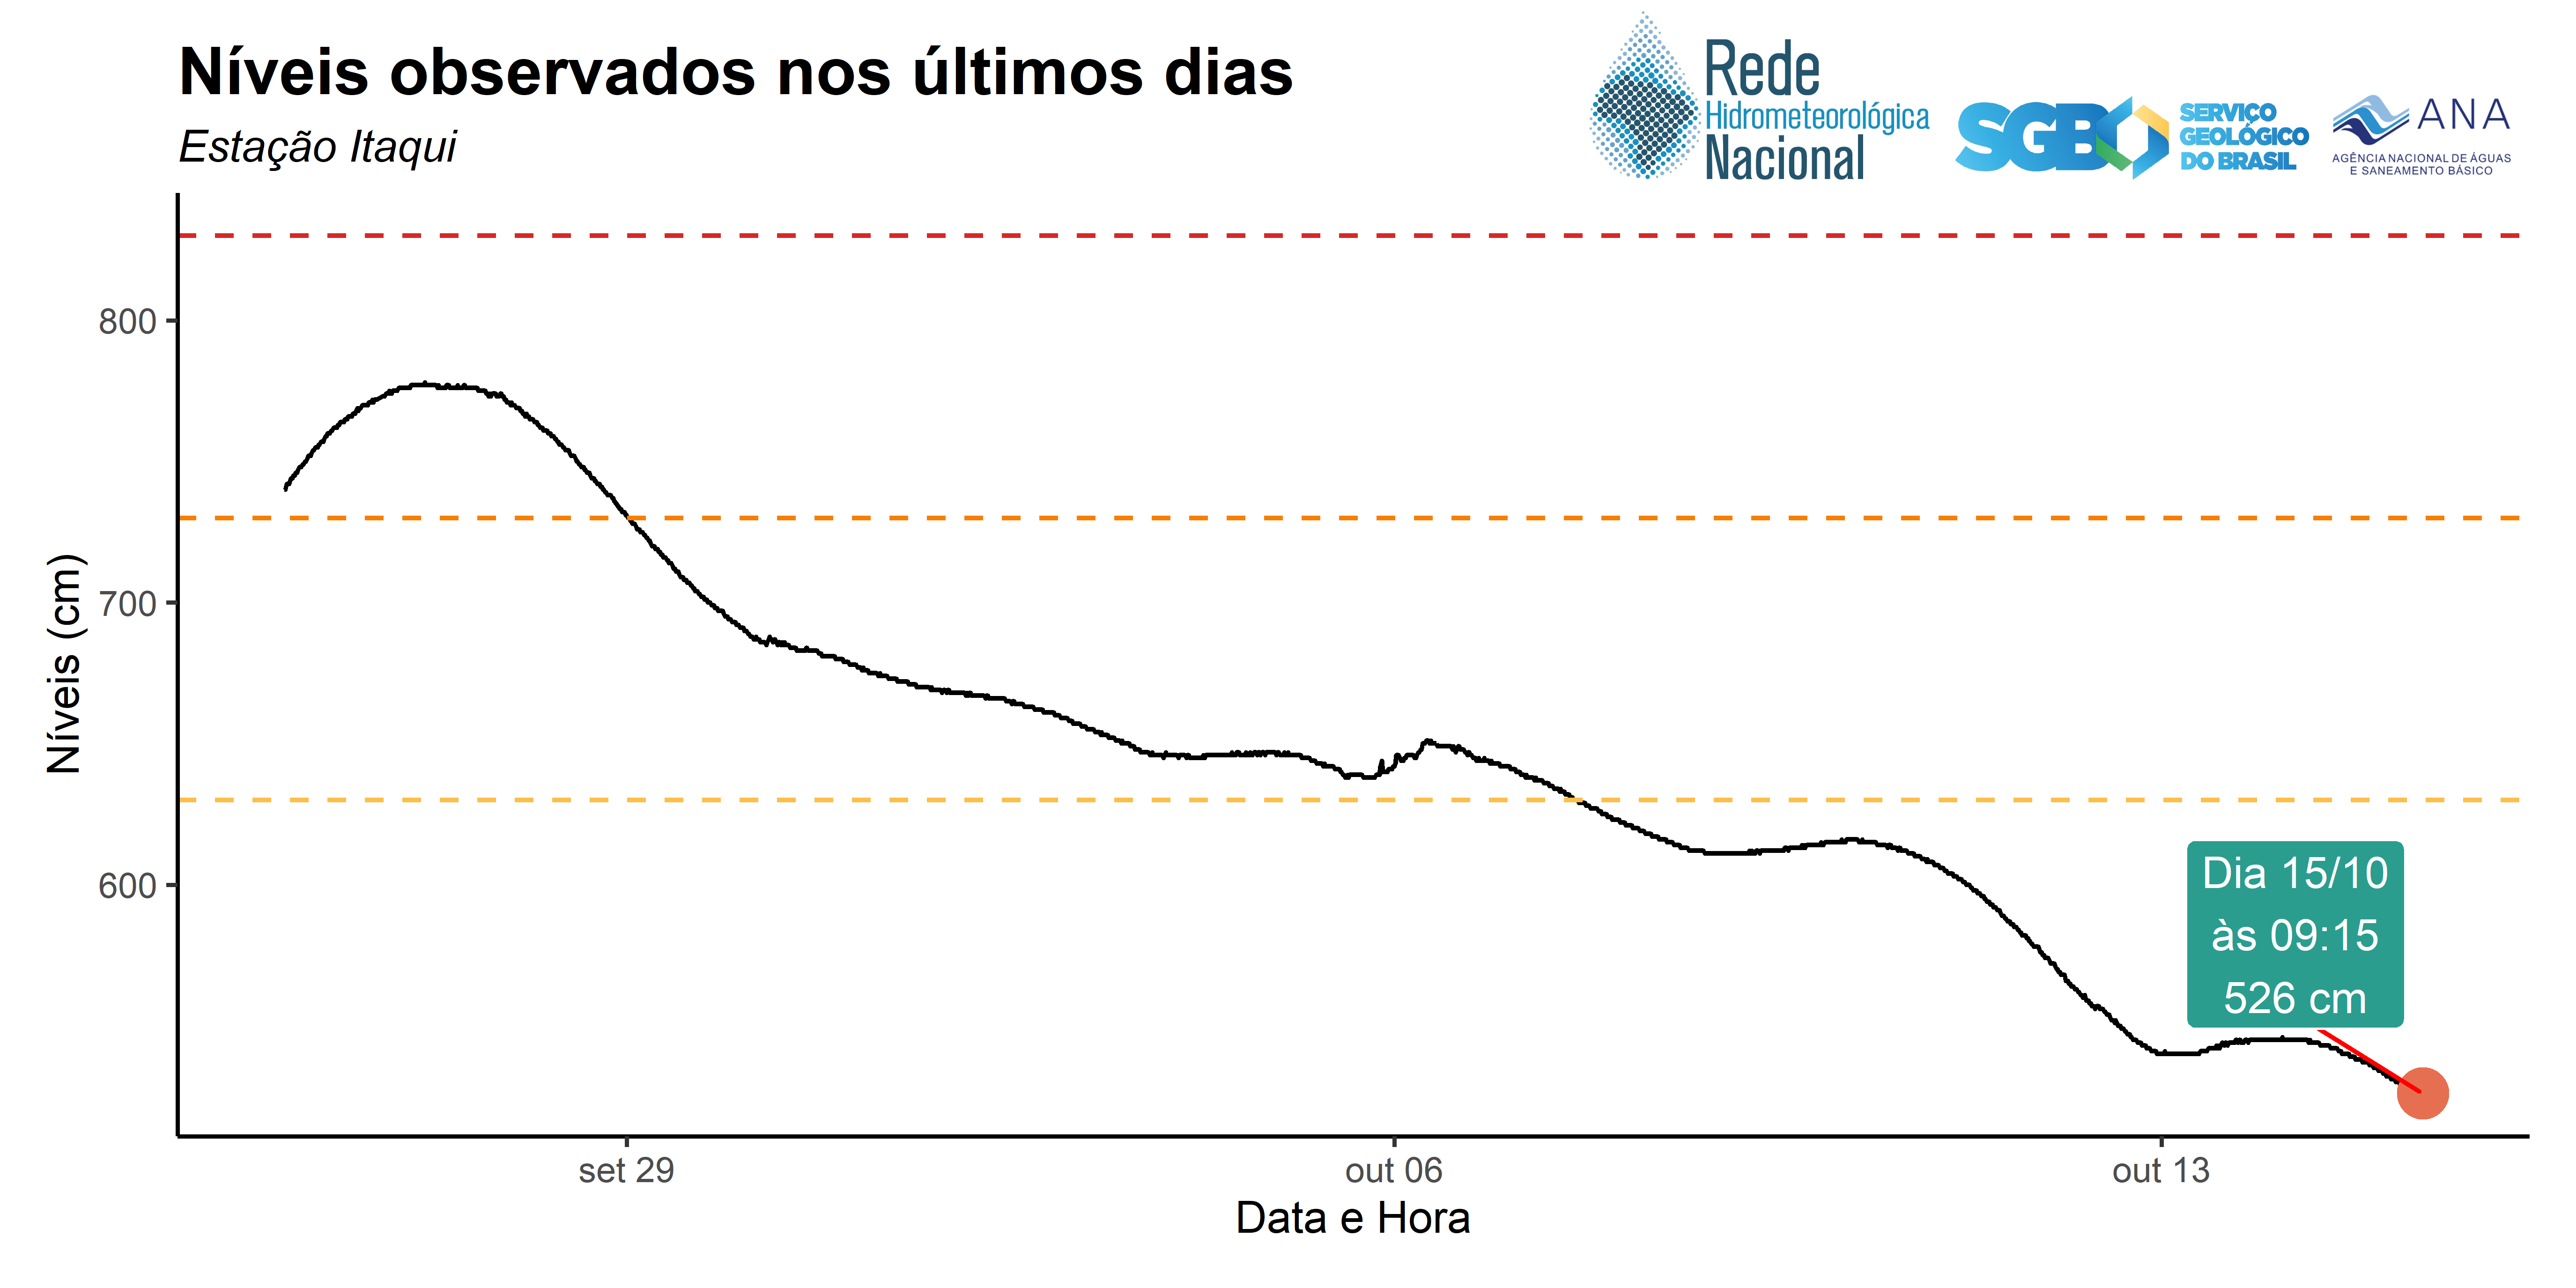 Níveis observados nos últimos dias
Estação Itaqui
Rede
Hidrometeorológica
Nacional
SGB
SERVIÇO
GEOLÓGICO
DO BRASIL
ANA
AGÊNCIA NACIONAL DE ÁGUAS
E SANEAMENTO BÁSICO
Níveis (cm)
800
700
600
Dia 15/10
às 09:15
526 cm
set 29
out 06
out 13
Data e Hora